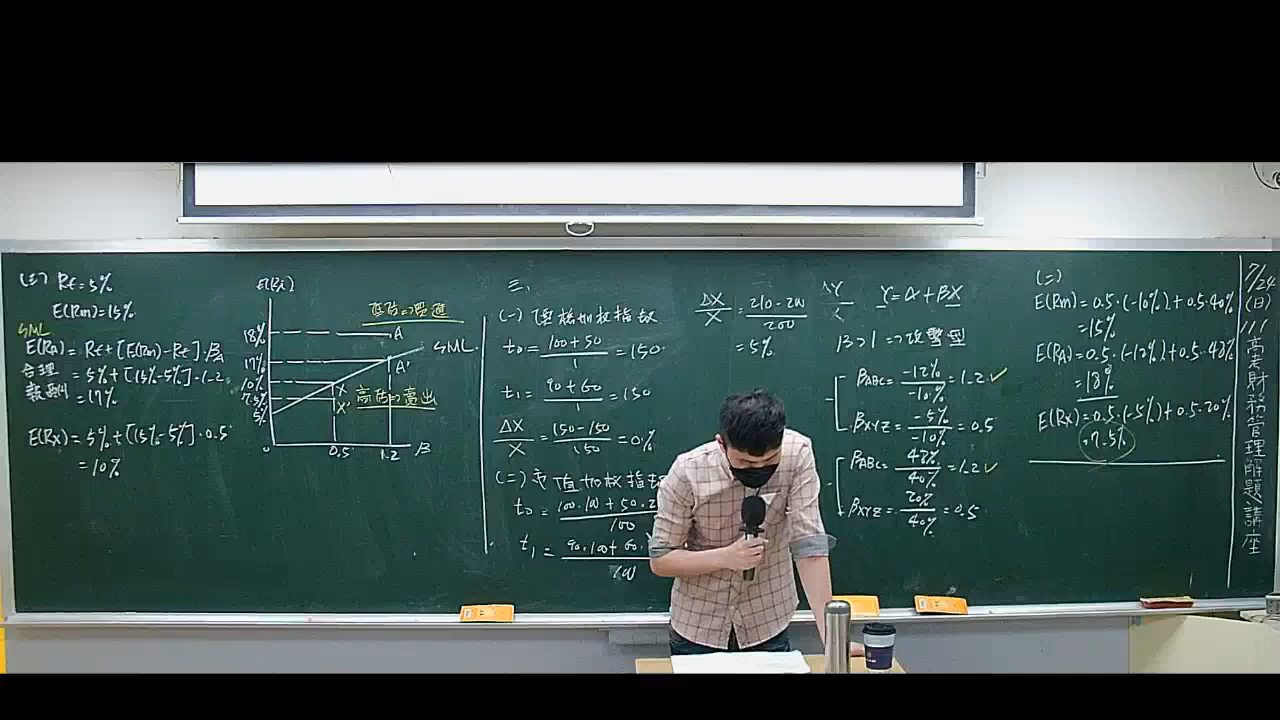 (三) Rf=5%
E(Rm)=15%
SML
E(RA)=Rf+[E(Rm)-Rf]·βA
合理
報酬
=5%+[15%-5%]·1.2
=17%
E(Rx)=5%+[15%-5%]·0.5
=10%
E(Ri)
低估⇒買進
18%
A
SML
17%
A'
10%
X
7.5%
X'
高估⇒賣出
5%
0
0.5
1.2
β
三、
(一)價格加權指數
t0=(100+50)/1=150
t1=(90+60)/1=150
ΔX/X=(150-150)/150=0%
(二)市值加權指數
t0=(100·100+50·2
100
t1=(90·100+60·
100
ΔX/X=(210-200)/200
=5%
ΔY
Y=α+βX
β>1⇒攻擊型
βABC=-12%/-10%=1.2✓
βXYZ=-5%/-10%=0.5
βABC=48%/40%=1.2✓
βXYZ=20%/40%=0.5
(二)
E(Rm)=0.5·(-10%)+0.5·40%
=15%
E(RA)=0.5·(-12%)+0.5·48%
=18%
E(Rx)=0.5·(-5%)+0.5·20%
=7.5%
7/24
(日)
111高考財務管理解題講座